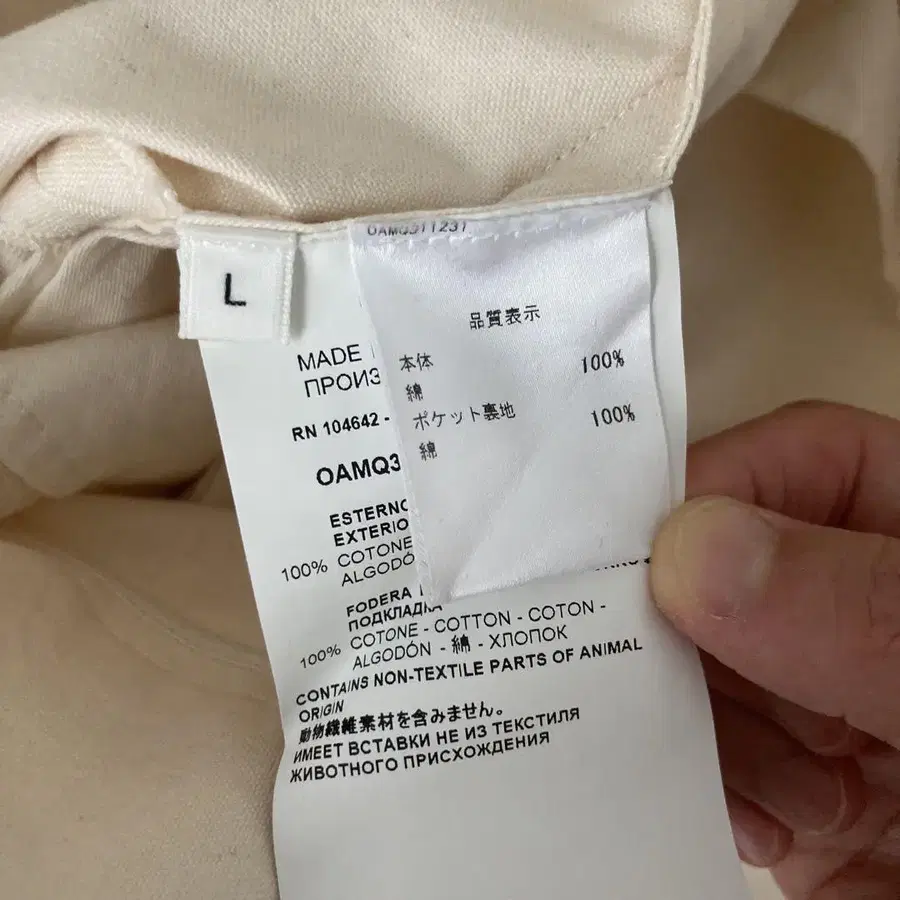 OAMQ311231
L
品質表示
本体 100%
綿
ポケット裏地 100%
綿
MADE
ПРОИЗ
RN 104642 -
OAMQ3
ESTERNO
EXTERIO
100% COTONE
ALGODÓ
FODERA
ПОДКЛАДКА
100% COTONE - COTTON - COTON -
ALGODÓN - 綿 - ХЛОПОК
CONTAINS NON-TEXTILE PARTS OF ANIMAL
ORIGIN
動物繊維素材を含みません。
ИМЕЕТ ВСТАВКИ НЕ ИЗ ТЕКСТИЛЯ
ЖИВОТНОГО ПРИСХОЖДЕНИЯ